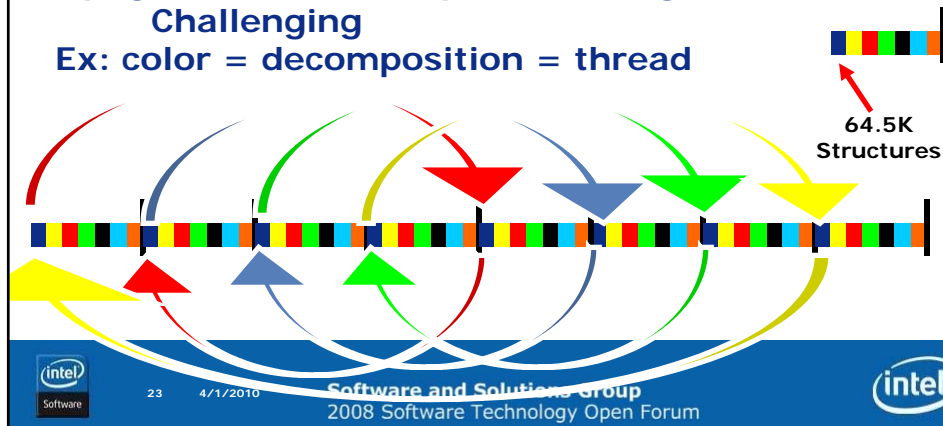 Challenging
Ex: color = decomposition = thread
64.5K
Structures
intel
Software
23 4/1/2010
Software and Solutions Group
2008 Software Technology Open Forum